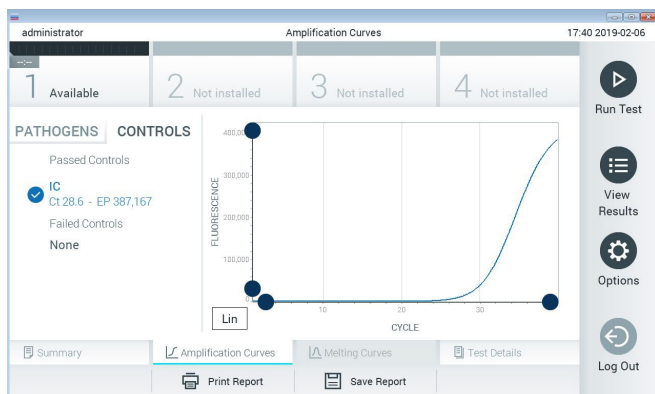 administrator
Amplification Curves
17:40 2019-02-06
--:--
1 Available
2 Not installed
3 Not installed
4 Not installed
Run Test
PATHOGENS
CONTROLS
Passed Controls
IC
Ct 28.6 - EP 387,167
Failed Controls
None
FLUORESCENCE
300,000
200,000
100,000
0
Lin
10
20
30
CYCLE
View
Results
Options
Log Out
Summary
Amplification Curves
Melting Curves
Test Details
Print Report
Save Report